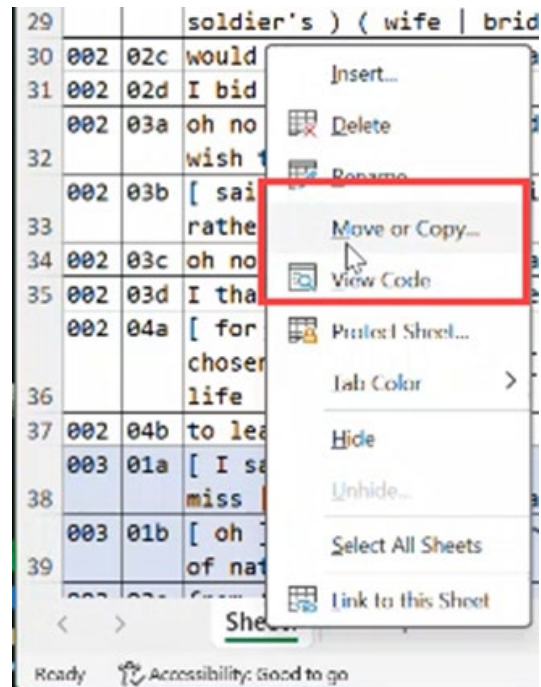 29 soldier's ) ( wife | brid
30 002 02c would
31 002 02d I bid
002 03a oh no
32 wish
002 03b [ sai
33 rathe
34 002 03c oh no
35 002 03d I tha
002 04a [ for
choser
36 life
37 002 04b to lea
003 01a [ I sa
38 miss
003 01b [ oh
39 of nat
Insert...
Delete
Rename
Move or Copy...
View Code
Protect Sheet...
Tab Color >
Hide
Unhide...
Select All Sheets
Link to this Sheet
< > Shee
Ready Accessibility: Good to go